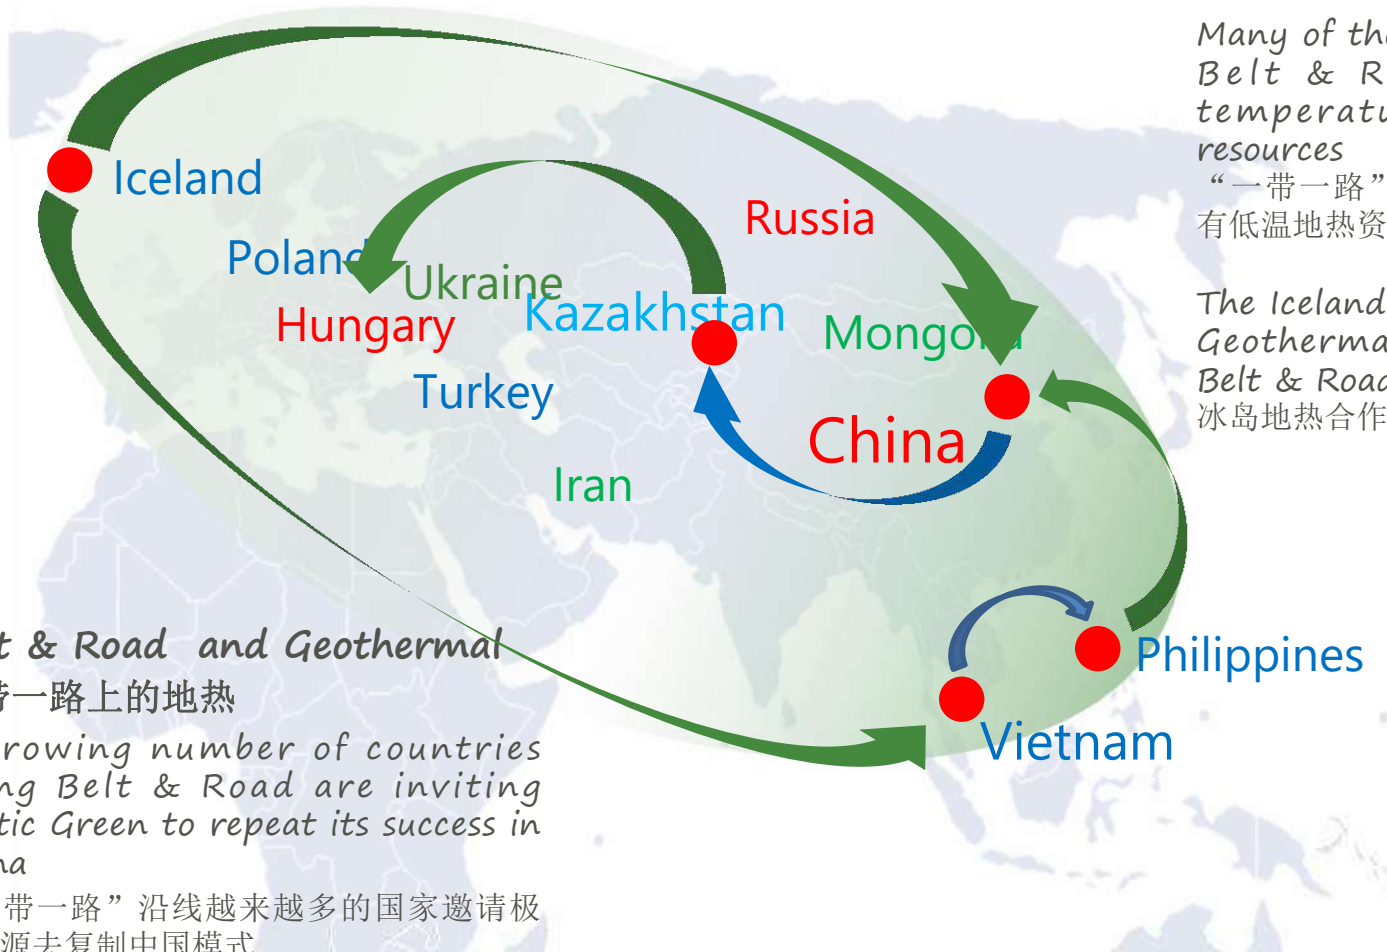 Many of the
Belt & R
temperatu
resources
“一带一路”
有低温地热资
The Iceland
Geotherma
Belt & Road
冰岛地热合作
Iceland
Russia
Poland
Ukraine
Kazakhstan
Hungary
Mongolia
Turkey
China
Iran
Philippines
Vietnam
t & Road and Geothermal
带一路上的地热
rowing number of countries
ng Belt & Road are inviting
tic Green to repeat its success in
na
带一路”沿线越来越多的国家邀请极
源去复制中国模式